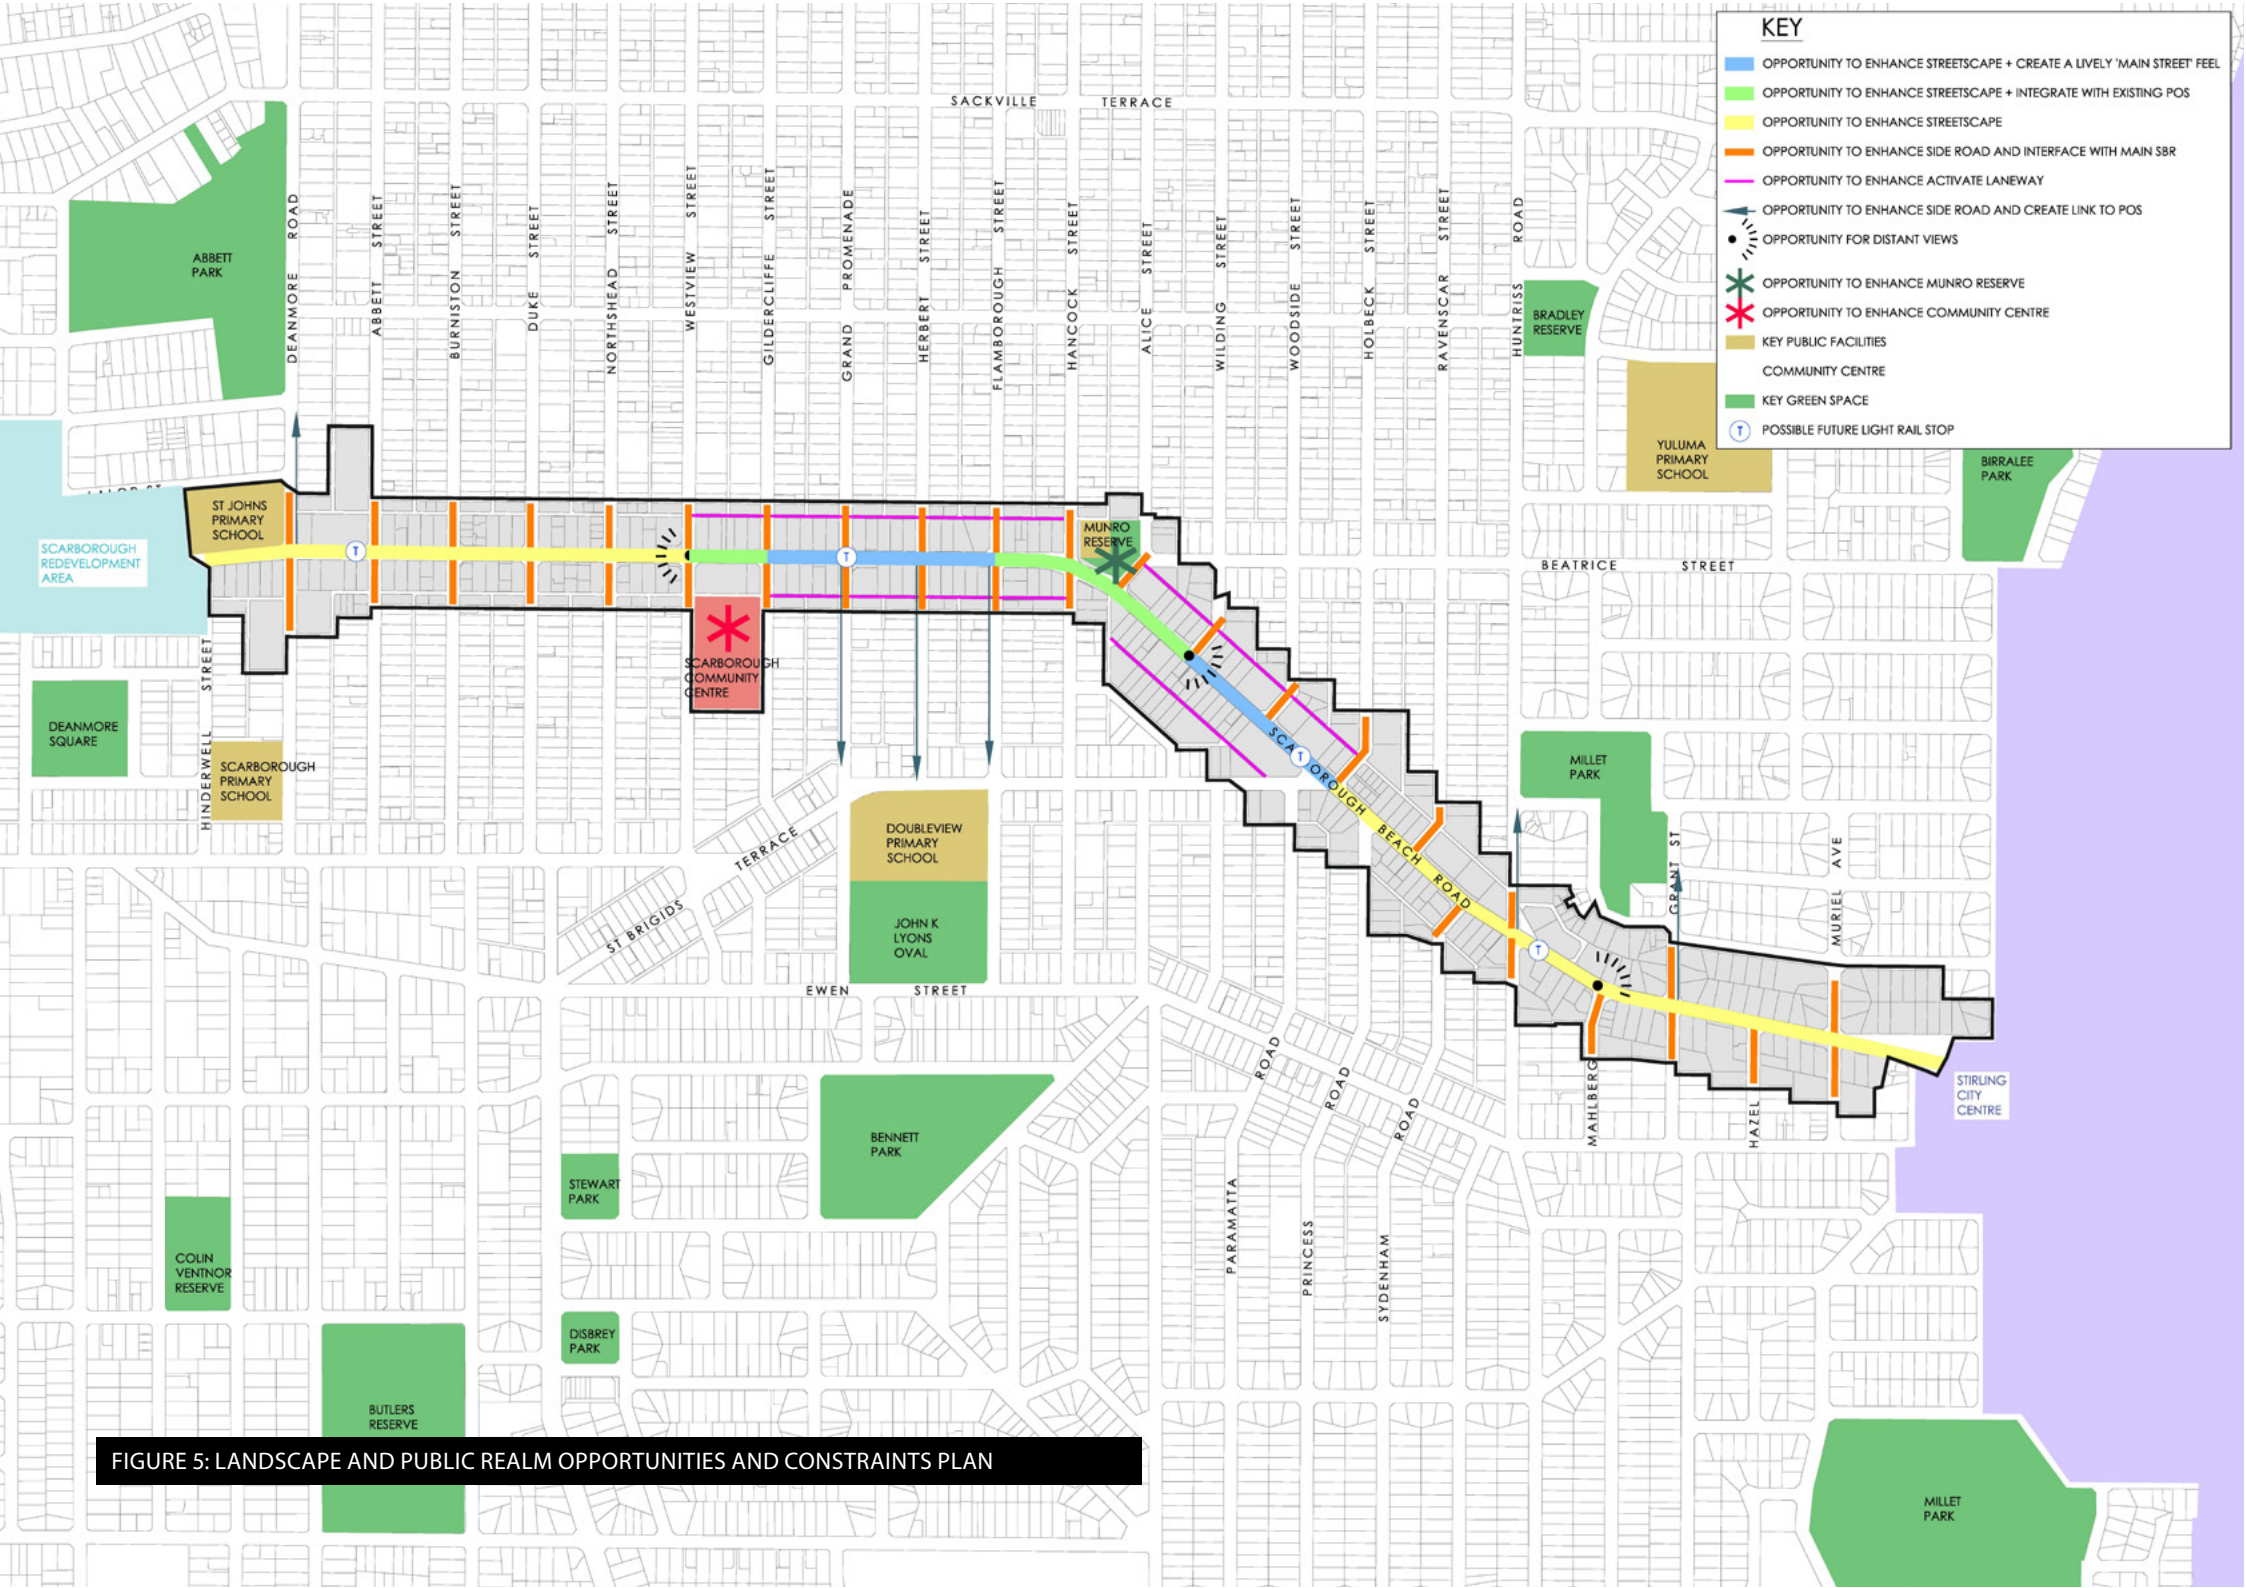 KEY
OPPORTUNITY TO ENHANCE STREETSCAPE + CREATE A LIVELY 'MAIN STREET' FEEL
OPPORTUNITY TO ENHANCE STREETSCAPE + INTEGRATE WITH EXISTING POS
OPPORTUNITY TO ENHANCE STREETSCAPE
OPPORTUNITY TO ENHANCE SIDE ROAD AND INTERFACE WITH MAIN SBR
OPPORTUNITY TO ENHANCE ACTIVATE LANEWAY
OPPORTUNITY TO ENHANCE SIDE ROAD AND CREATE LINK TO POS
OPPORTUNITY FOR DISTANT VIEWS
OPPORTUNITY TO ENHANCE MUNRO RESERVE
OPPORTUNITY TO ENHANCE COMMUNITY CENTRE
KEY PUBLIC FACILITIES
COMMUNITY CENTRE
KEY GREEN SPACE
T
POSSIBLE FUTURE LIGHT RAIL STOP
SACKVILLE TERRACE
ABBETT
PARK
DEANMORE ROAD
ABBETT STREET
BURNISTON STREET
DUKE STREET
NORTHSHEAD STREET
WESTVIEW STREET
GILDERCLIFFE STREET
GRAND PROMENADE
HERBERT STREET
FLAMBOROUGH STREET
HANCOCK STREET
ALICE STREET
WILDING STREET
WOODSIDE STREET
HOLBECK STREET
RAVENSCAR STREET
HUNTRISS ROAD
BRADLEY
RESERVE
YULUMA
PRIMARY
SCHOOL
BIRRALEE
PARK
ST JOHNS
PRIMARY
SCHOOL
SCARBOROUGH
REDEVELOPMENT
AREA
T
T
MUNRO
RESERVE
BEATRICE STREET
SCARBOROUGH
COMMUNITY
CENTRE
HINDERWELL STREET
DEANMORE
SQUARE
SCARBOROUGH
PRIMARY
SCHOOL
T
SCARBOROUGH BEACH ROAD
T
MILLET
PARK
GRANT ST
MURIEL AVE
DOUBLEVIEW
PRIMARY
SCHOOL
JOHN K
LYONS
OVAL
ST BRIGIDS TERRACE
EWEN STREET
STIRLING
CITY
CENTRE
MAHLBERG
HAZEL
PARAMATTA ROAD
PRINCESS ROAD
SYDENHAM ROAD
BENNETT
PARK
STEWART
PARK
COLIN
VENTNOR
RESERVE
DISBREY
PARK
BUTLERS
RESERVE
MILLET
PARK
FIGURE 5: LANDSCAPE AND PUBLIC REALM OPPORTUNITIES AND CONSTRAINTS PLAN